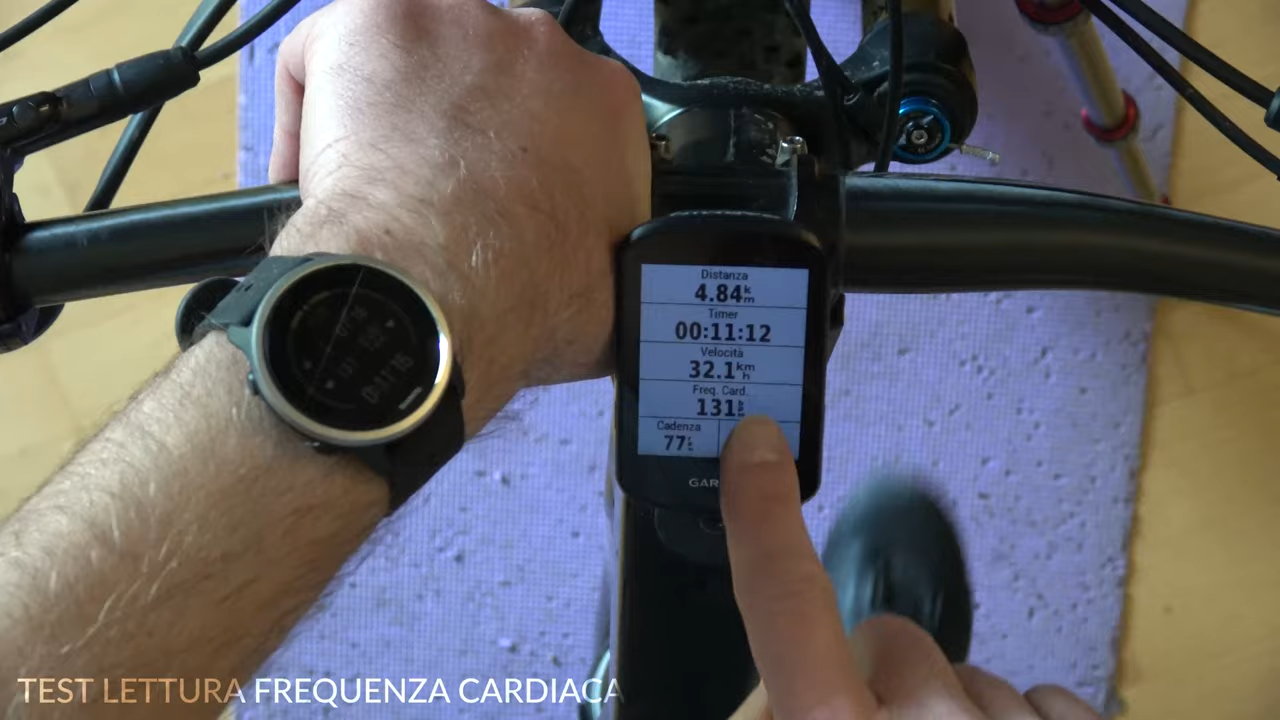 Distanza
4.84 km
Timer
00:11:12
Velocità
32.1 km/h
Freq. Card.
131
Cadenza
77
TEST LETTURA FREQUENZA CARDIACA